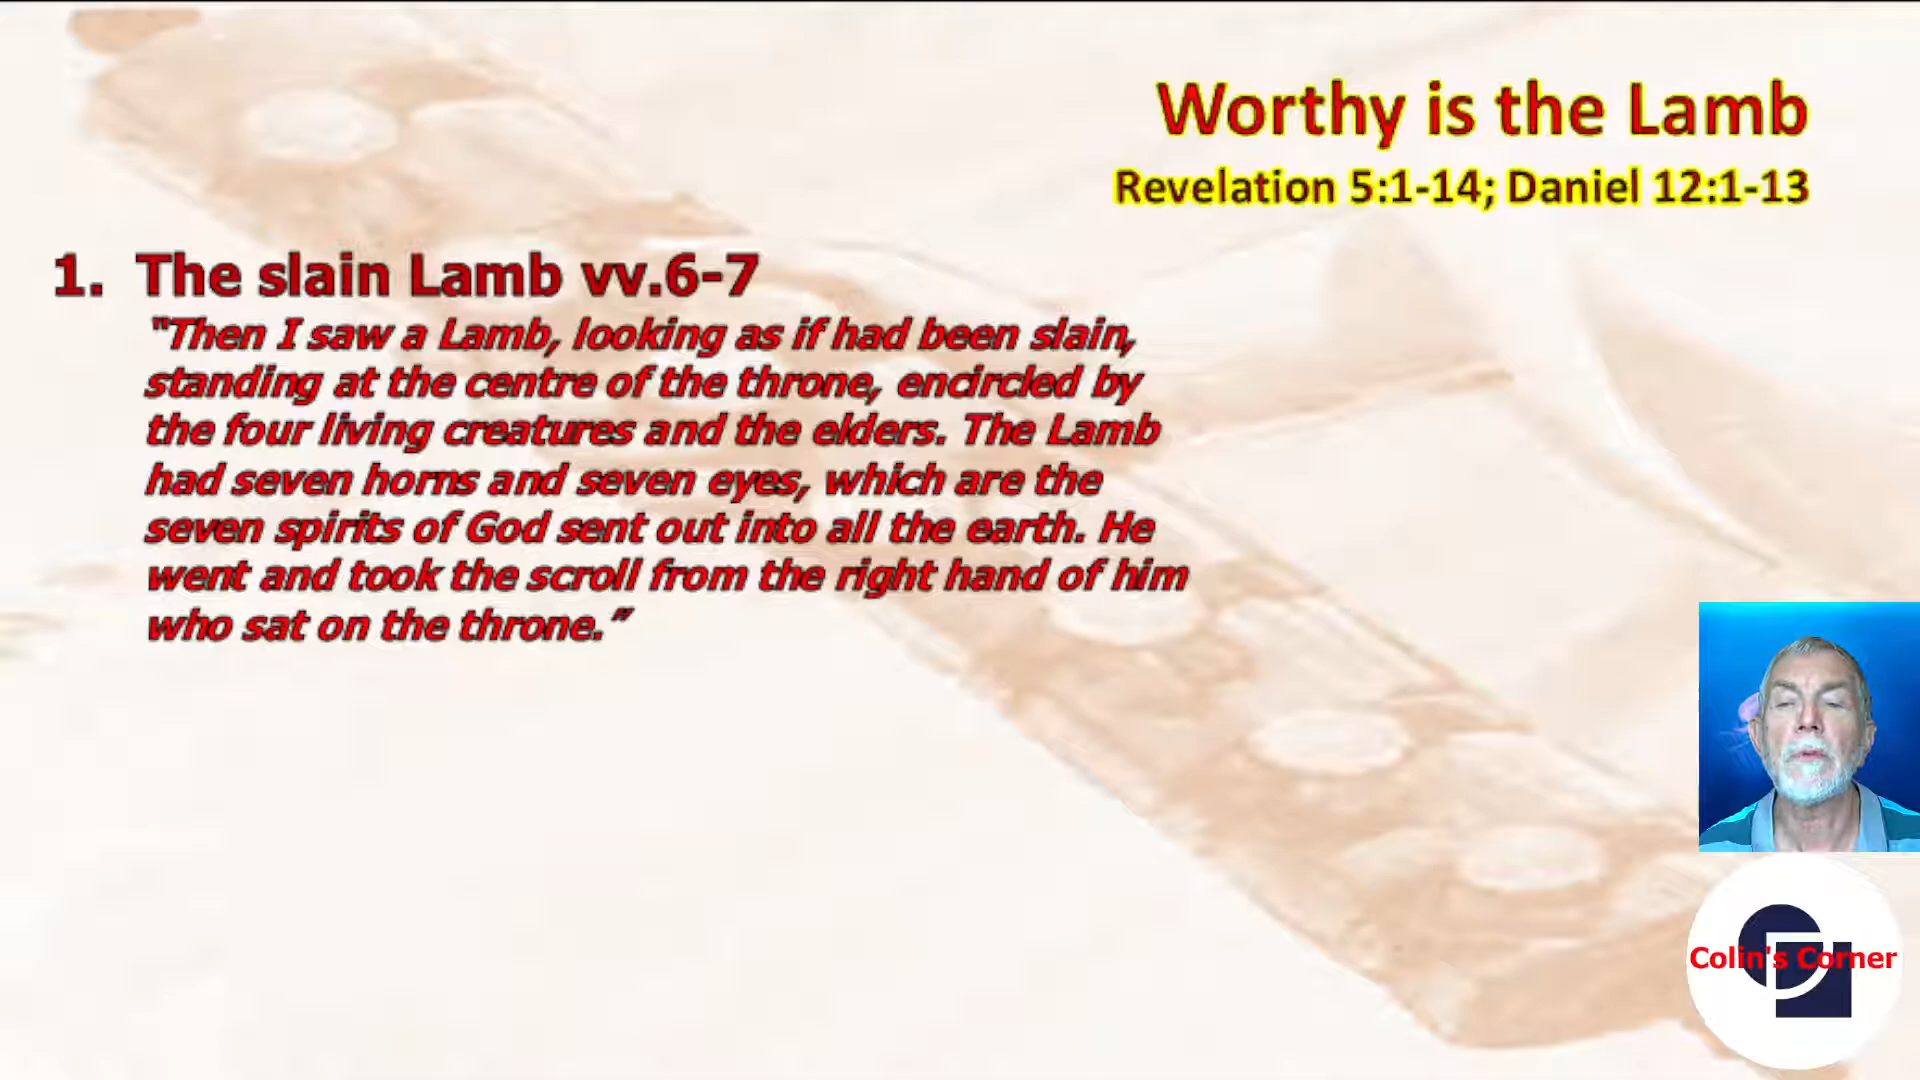 Worthy is the Lamb
Revelation 5:1-14; Daniel 12:1-13
1. The slain Lamb vv.6-7
"Then I saw a Lamb, looking as if had been slain,
standing at the centre of the throne, encircled by
the four living creatures and the elders. The Lamb
had seven horns and seven eyes, which are the
seven spirits of God sent out into all the earth. He
went and took the scroll from the right hand of him
who sat on the throne."
Colin's Corner